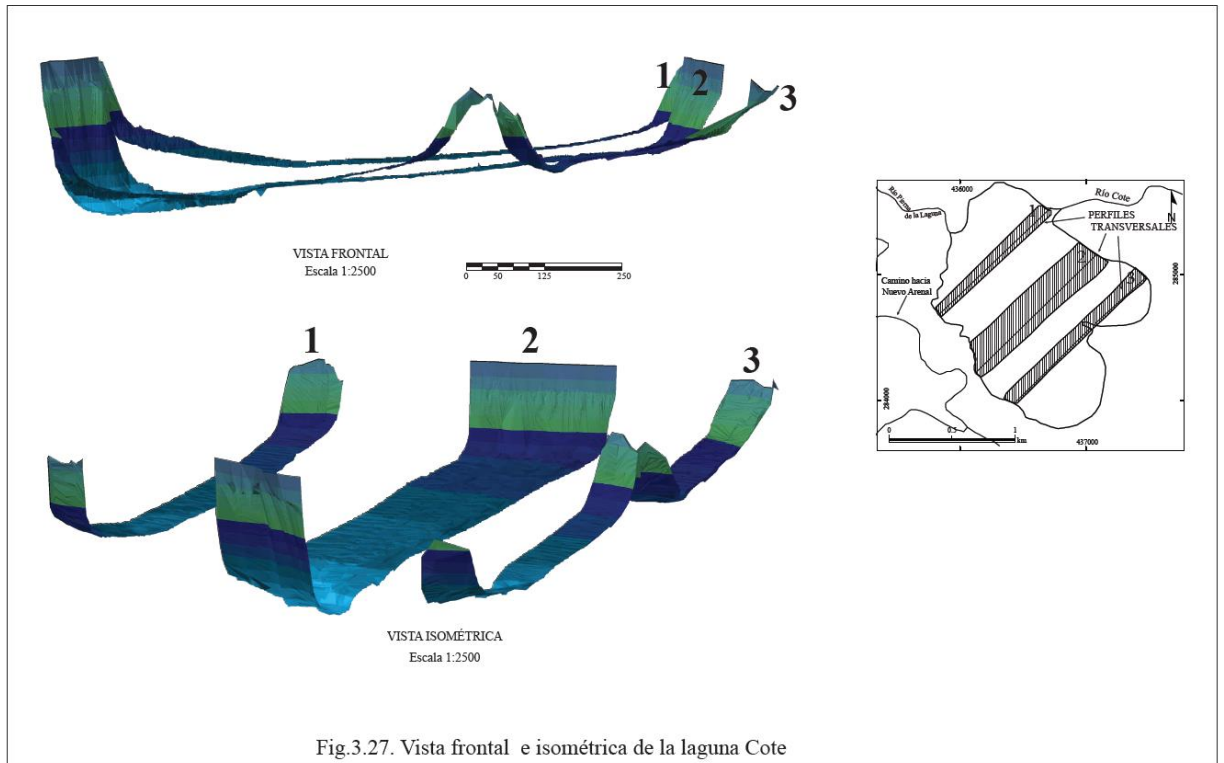 1
2
3
VISTA FRONTAL
Escala 1:2500
0 50 125 250
1
2
3
VISTA ISOMÉTRICA
Escala 1:2500
436000
Río Cote
Río Fuera
de la Laguna
N
1
PERFILES
TRANSVERSALES
2
3
285000
Camino hacia
Nuevo Arenal
284000
0 0.5 1
km
437000
Fig.3.27. Vista frontal e isométrica de la laguna Cote